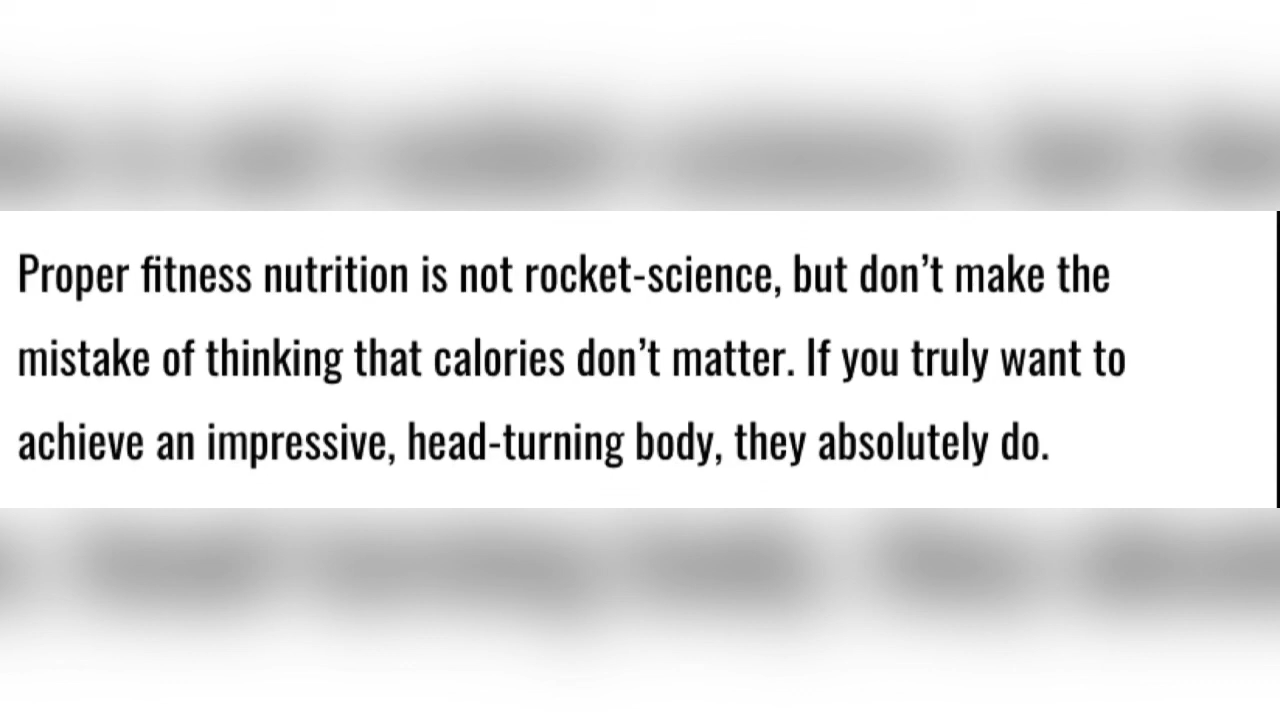 Proper fitness nutrition is not rocket-science, but don’t make the
mistake of thinking that calories don’t matter. If you truly want to
achieve an impressive, head-turning body, they absolutely do.